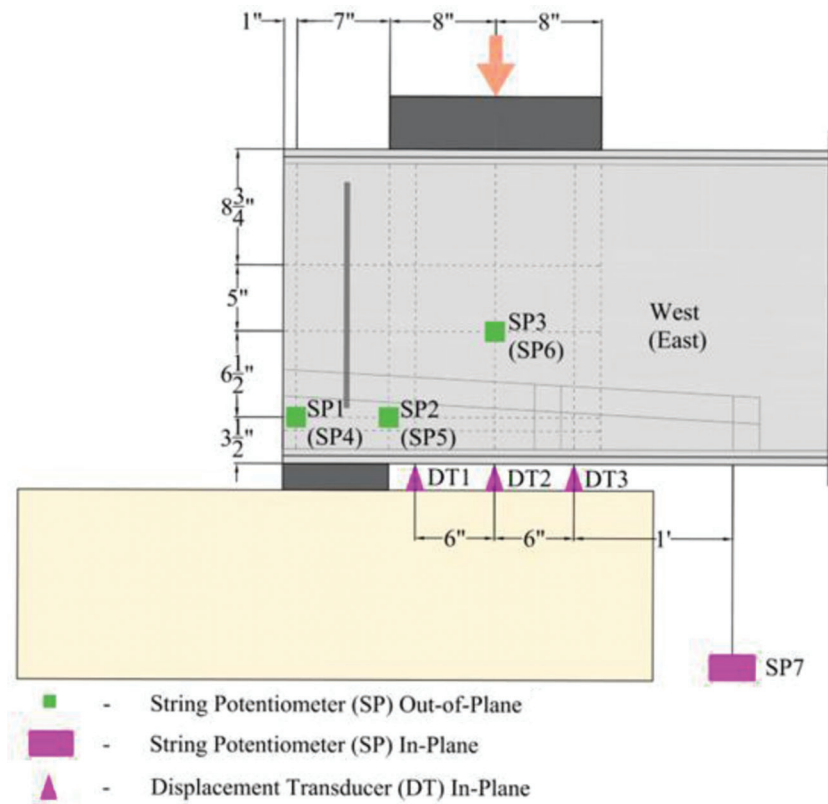 1" 7" 8" 8"
8 3/4"
5"
6 1/2"
3 1/2"
West
(East)
SP3
(SP6)
SP1
(SP4)
SP2
(SP5)
DT1 DT2 DT3
6" 6" 1'
SP7
- String Potentiometer (SP) Out-of-Plane
- String Potentiometer (SP) In-Plane
- Displacement Transducer (DT) In-Plane